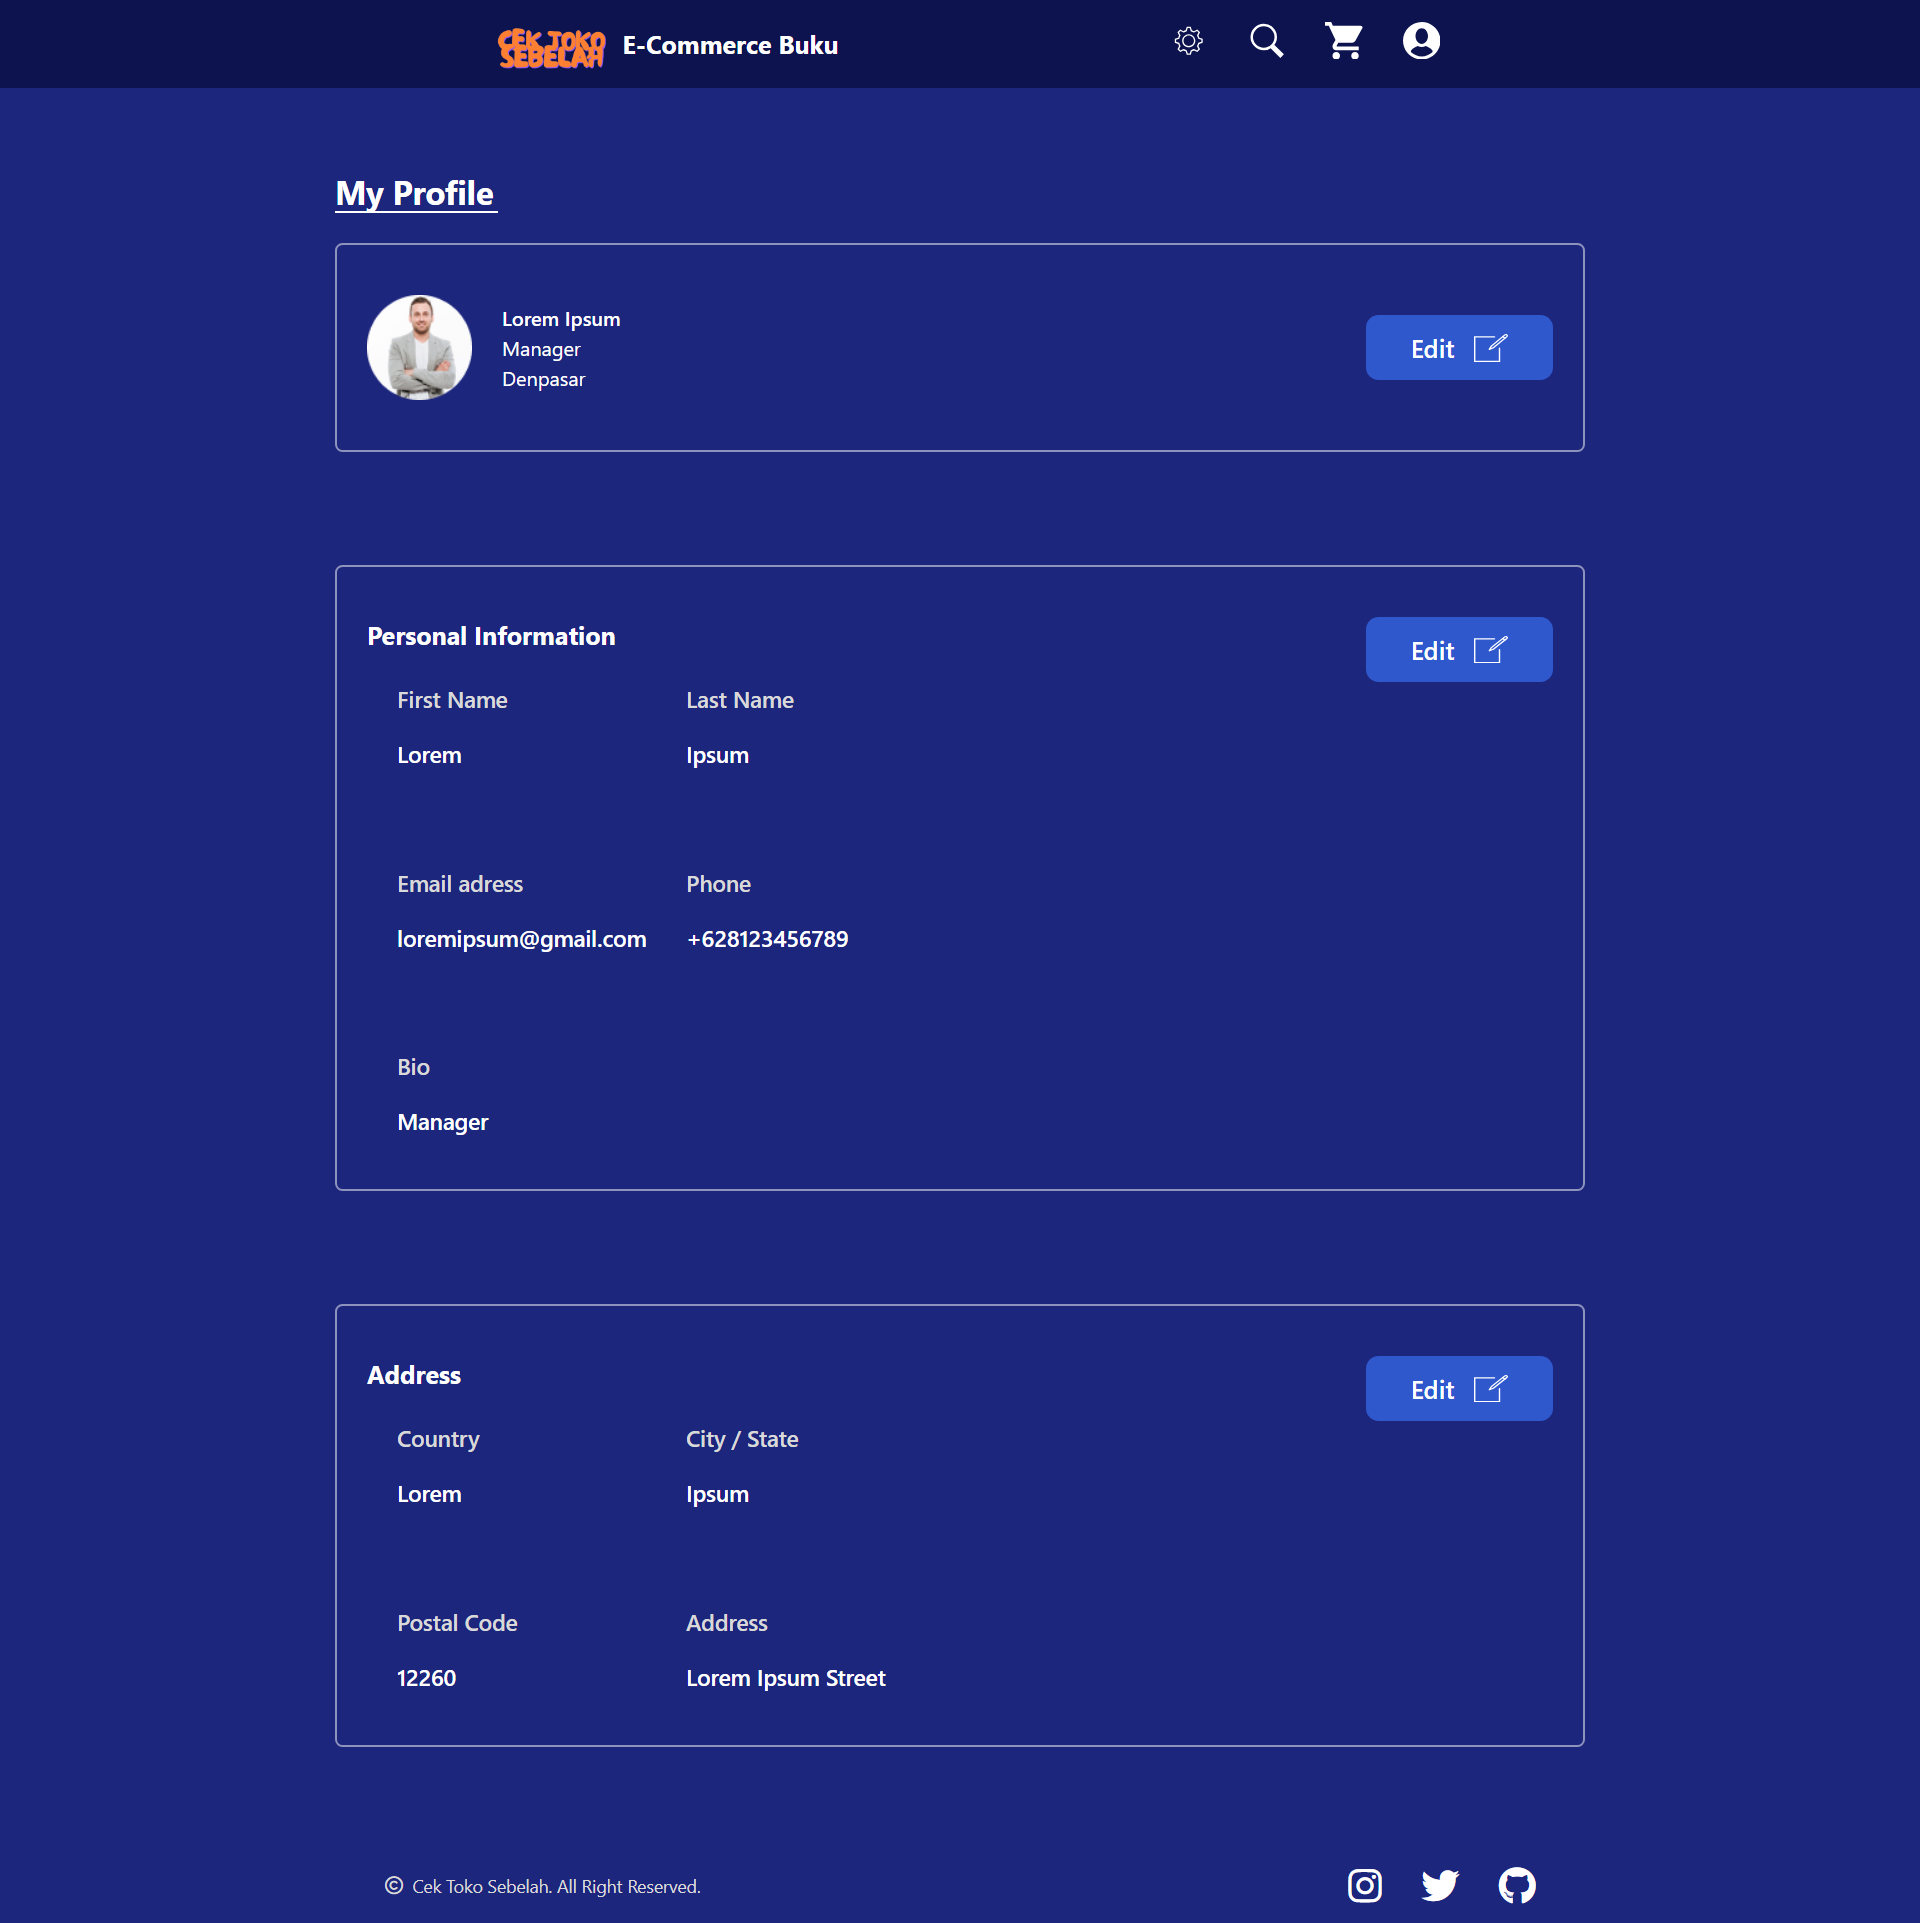 CEK TOKO
SEBELAH
E-Commerce Buku
My Profile
Lorem Ipsum
Manager
Denpasar
Edit
Personal Information
Edit
First Name
Last Name
Lorem
Ipsum
Email adress
Phone
loremipsum@gmail.com
+628123456789
Bio
Manager
Address
Edit
Country
City / State
Lorem
Ipsum
Postal Code
Address
12260
Lorem Ipsum Street
© Cek Toko Sebelah. All Right Reserved.